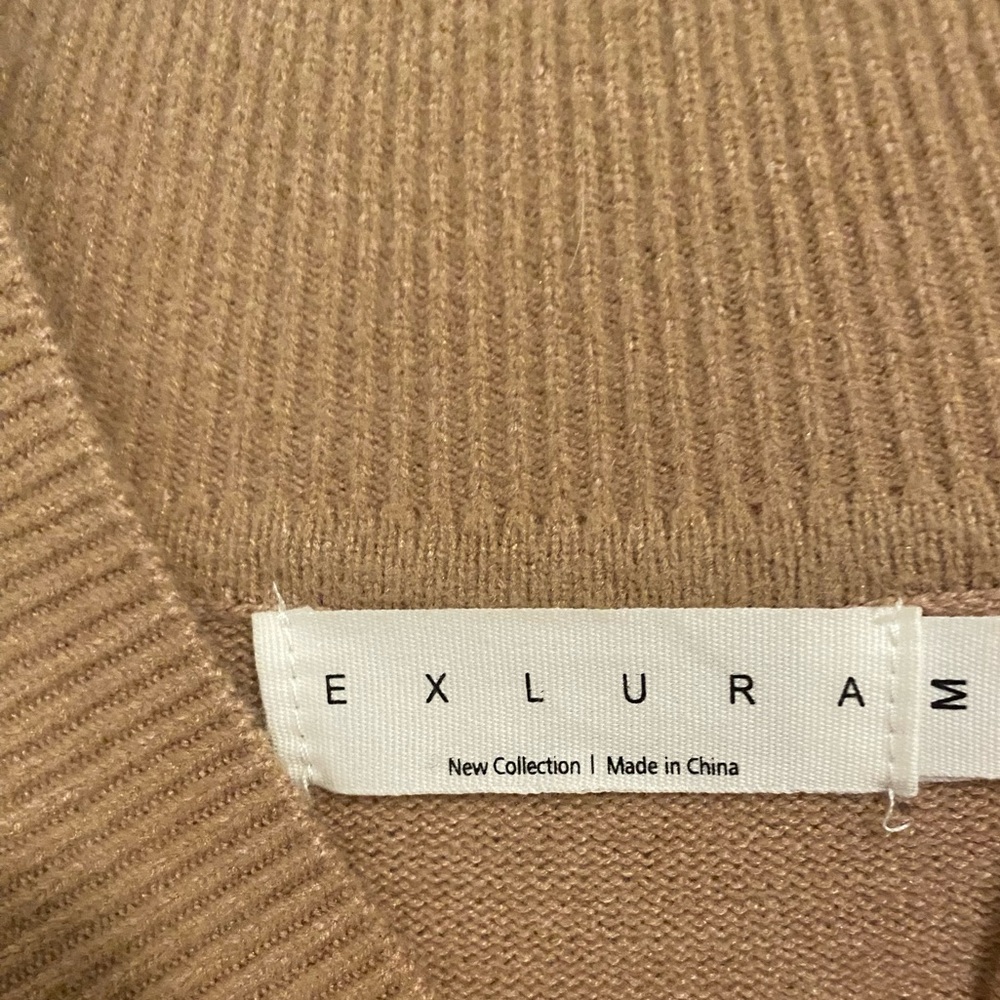 E X L U R A
M
New Collection | Made in China